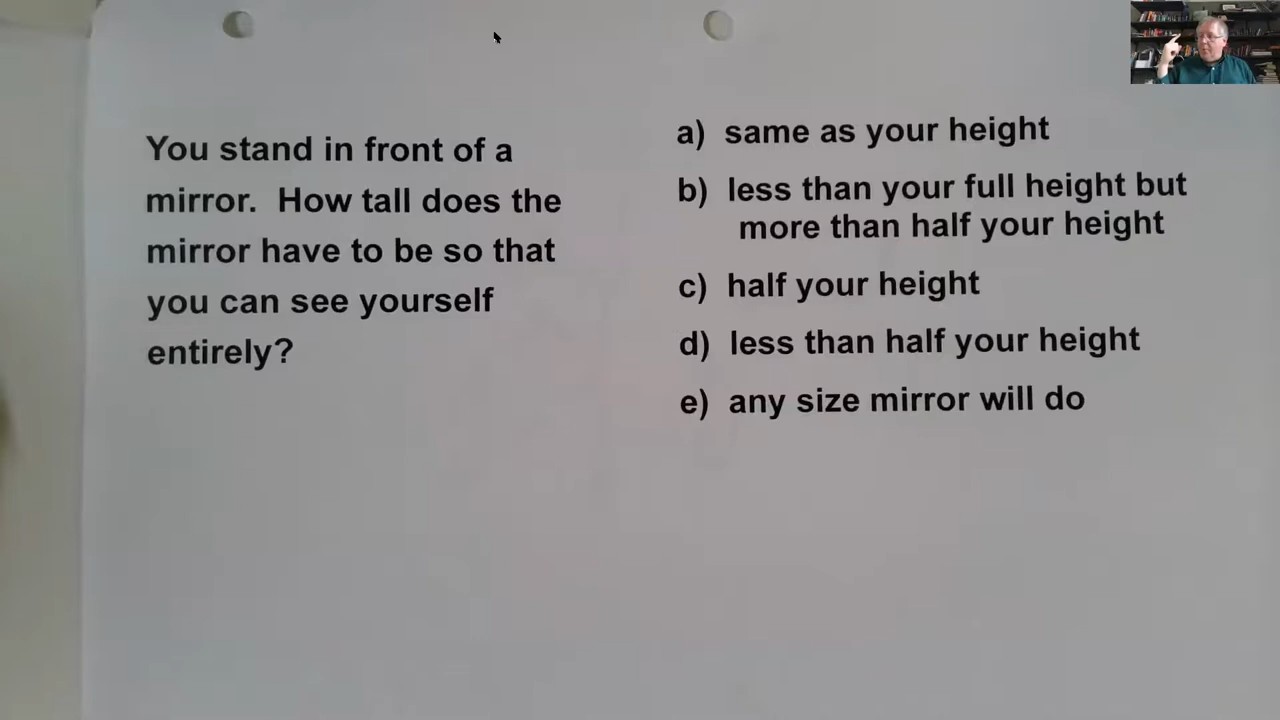 You stand in front of a
mirror. How tall does the
mirror have to be so that
you can see yourself
entirely?
a) same as your height
b) less than your full height but
more than half your height
c) half your height
d) less than half your height
e) any size mirror will do